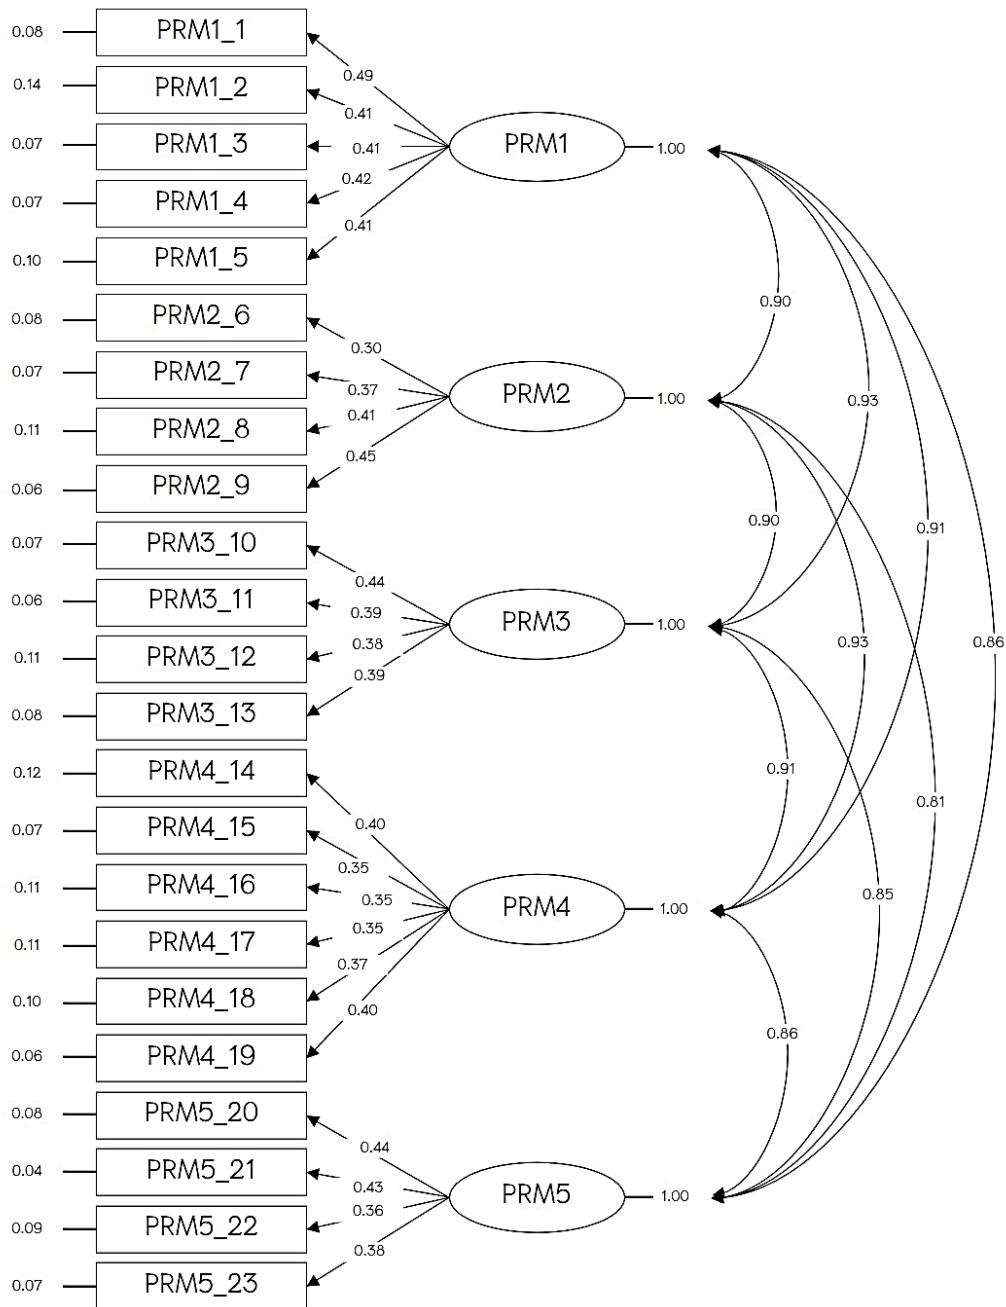 0.08 PRM1_1
0.49
0.14 PRM1_2
0.41
0.07 PRM1_3 0.41 PRM1 1.00
0.42
0.07 PRM1_4
0.41
0.10 PRM1_5
0.90
0.08 PRM2_6
0.30
0.07 PRM2_7
0.37 PRM2 1.00 0.93
0.41
0.11 PRM2_8
0.45
0.06 PRM2_9
0.90 0.91
0.07 PRM3_10
0.44
0.06 PRM3_11
0.39 PRM3 1.00
0.38 0.93 0.86
0.11 PRM3_12
0.39
0.08 PRM3_13
0.91
0.12 PRM4_14
0.81
0.40
0.07 PRM4_15
0.35
0.11 PRM4_16 0.85
0.35 PRM4 1.00
0.35
0.11 PRM4_17
0.37
0.10 PRM4_18
0.40
0.86
0.06 PRM4_19
0.08 PRM5_20
0.44
0.04 PRM5_21
0.43 PRM5 1.00
0.36
0.09 PRM5_22
0.38
0.07 PRM5_23